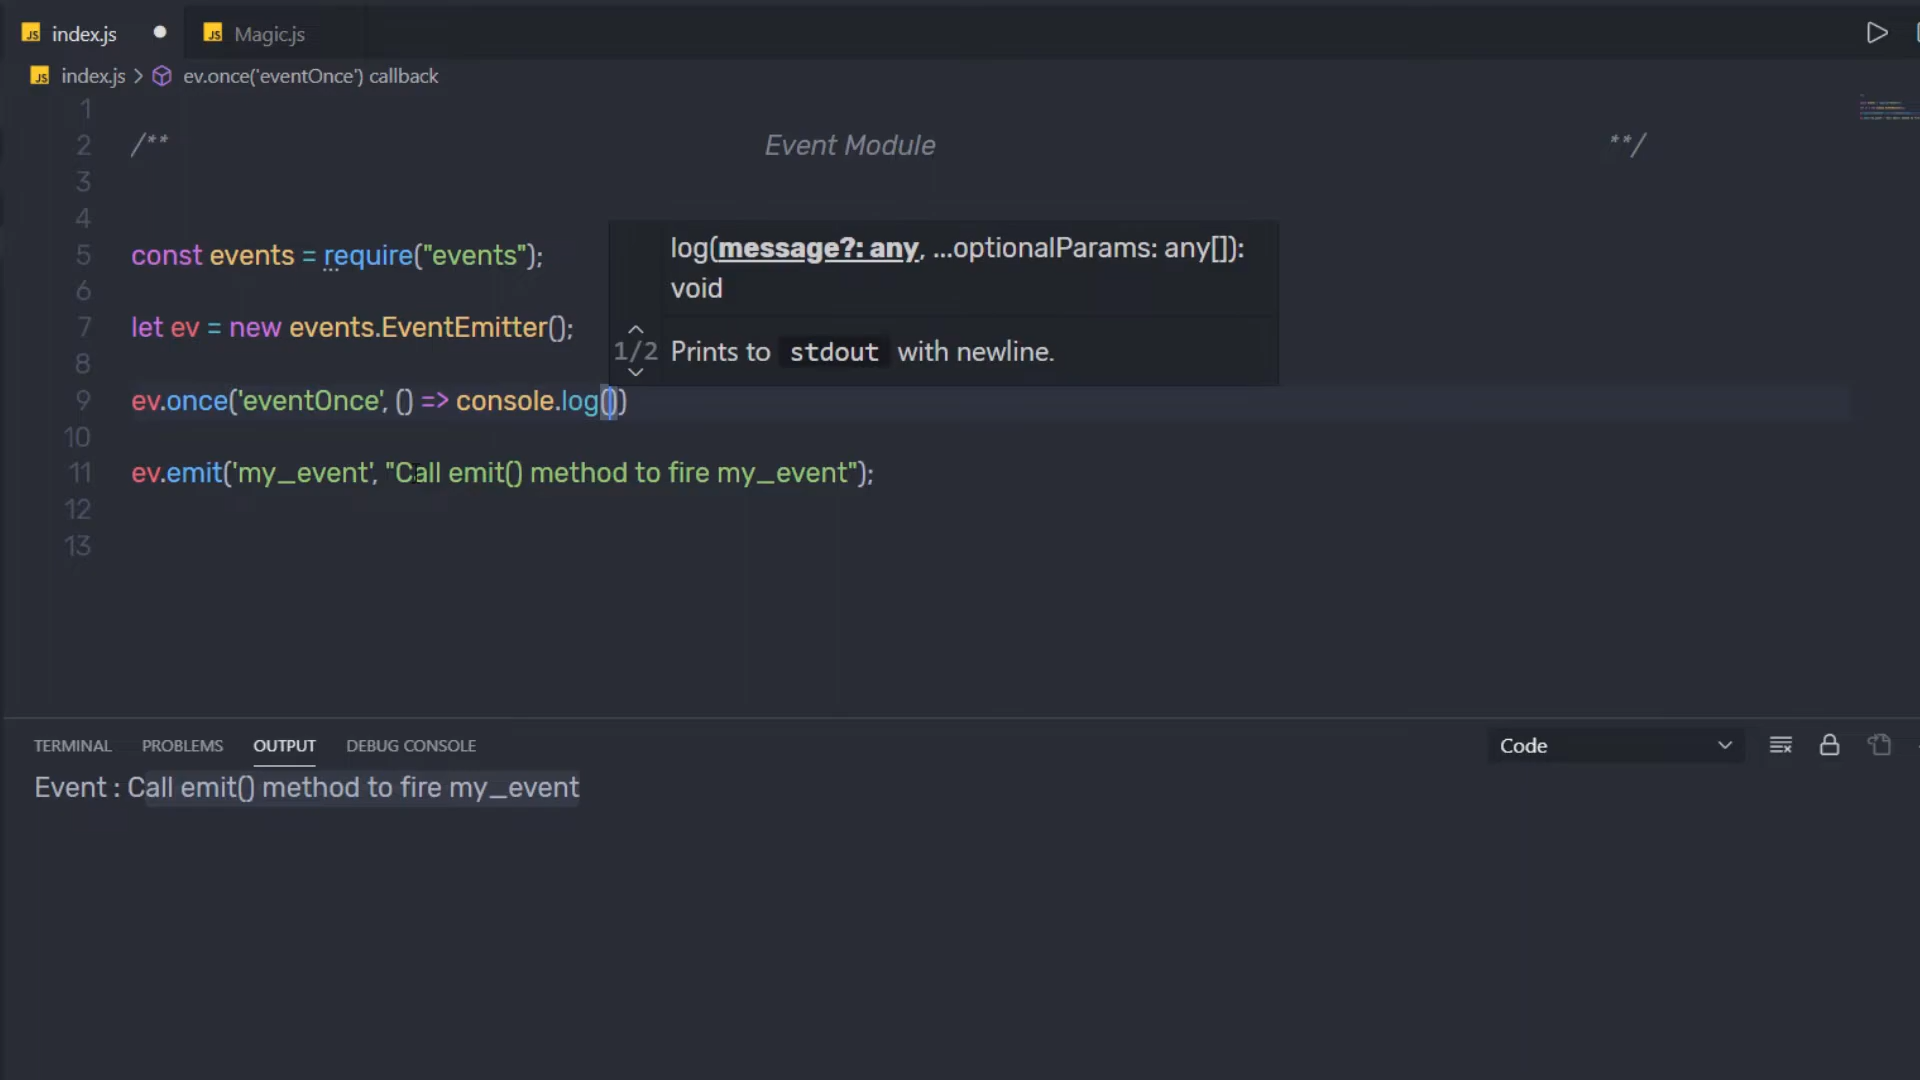 JS index.js JS Magic.js
JS index.js > ev.once('eventOnce') callback
1
2 /** Event Module **/
3
4
5 const events = require("events");
6
7 let ev = new events.EventEmitter();
8
9 ev.once('eventOnce', () => console.log())
10
11 ev.emit('my_event', "Call emit() method to fire my_event");
12
13
log(message?: any, ...optionalParams: any[]):
void
1/2 Prints to stdout with newline.
TERMINAL PROBLEMS OUTPUT DEBUG CONSOLE Code
Event : Call emit() method to fire my_event